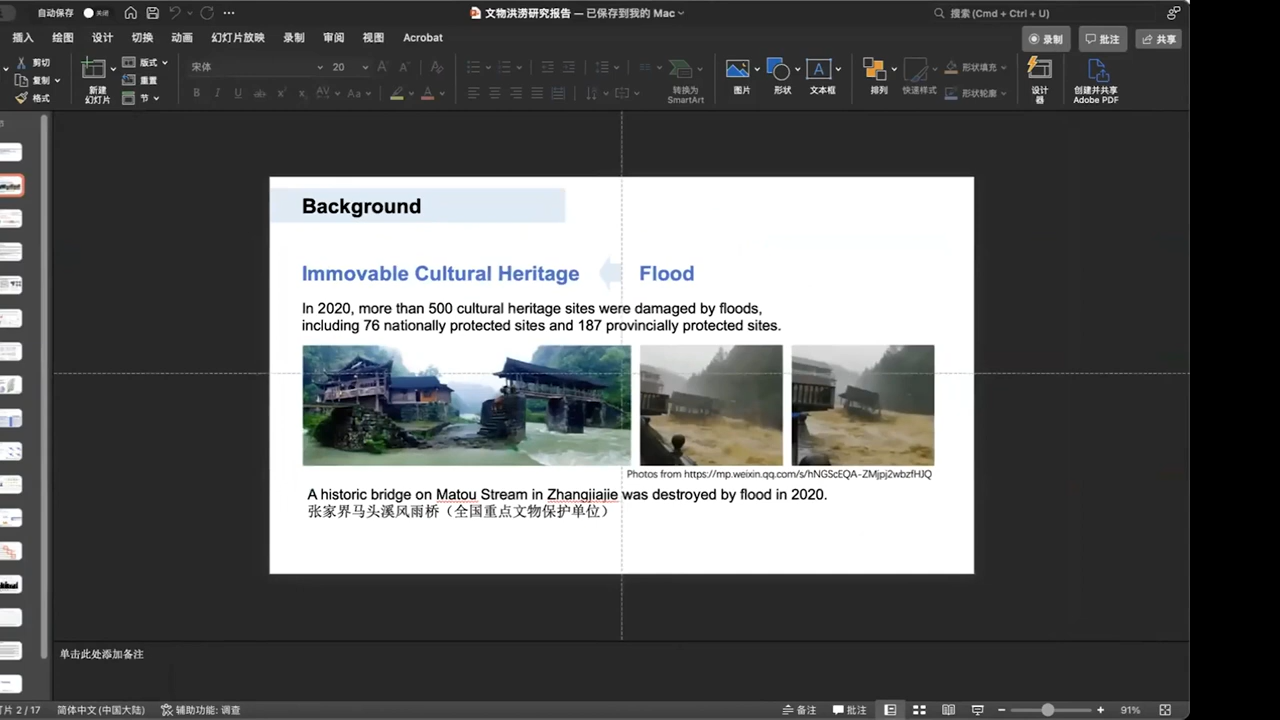 自动保存 关闭 文物洪涝研究报告 — 已保存到我的 Mac 搜索(Cmd + Ctrl + U)
插入 绘图 设计 切换 动画 幻灯片放映 录制 审阅 视图 Acrobat 录制 批注 共享
剪切
复制
格式
新建
幻灯片
版式
重置
节
宋体 20
转换为
SmartArt
图片 形状 文本框 排列 快速样式
形状填充
形状轮廓
设计
器
创建并共享
Adobe PDF
Background
Immovable Cultural Heritage Flood
In 2020, more than 500 cultural heritage sites were damaged by floods,
including 76 nationally protected sites and 187 provincially protected sites.
Photos from https://mp.weixin.qq.com/s/hNGScEQA-ZMjpj2wbzfHJQ
A historic bridge on Matou Stream in Zhangjiajie was destroyed by flood in 2020.
张家界马头溪风雨桥（全国重点文物保护单位）
单击此处添加备注
片 2 / 17 简体中文 (中国大陆) 辅助功能: 调查 备注 批注 91%